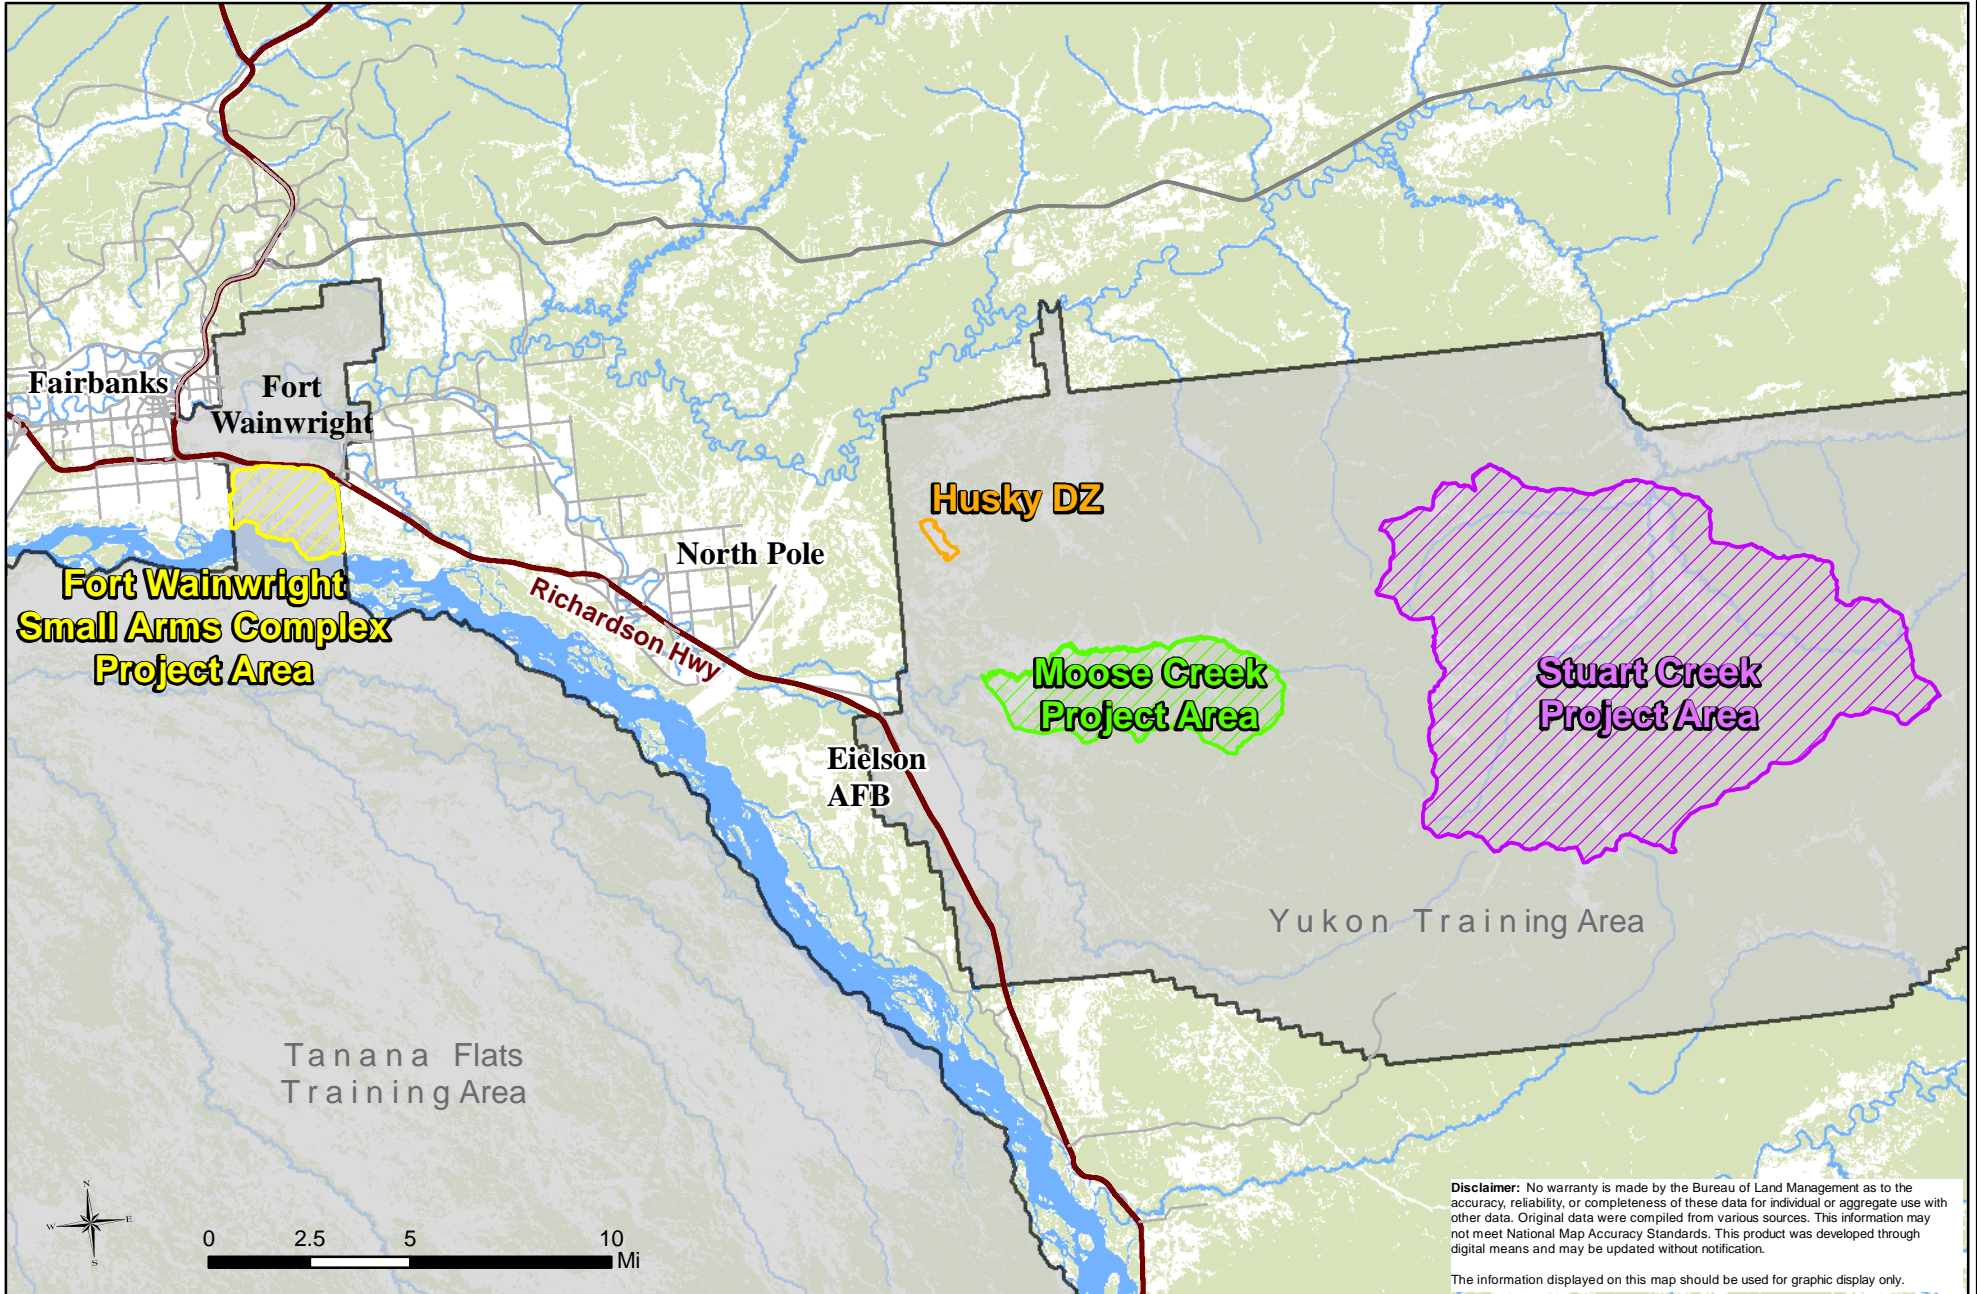 Fairbanks
Fort
Wainwright
Husky DZ
North Pole
Fort Wainwright
Small Arms Complex
Project Area
Richardson Hwy
Moose Creek
Project Area
Stuart Creek
Project Area
Eielson
AFB
Yukon Training Area
Tanana Flats
Training Area
N
W
E
S
0 2.5 5 10
Mi
Disclaimer: No warranty is made by the Bureau of Land Management as to the
accuracy, reliability, or completeness of these data for individual or aggregate use with
other data. Original data were compiled from various sources. This information may
not meet National Map Accuracy Standards. This product was developed through
digital means and may be updated without notification.
The information displayed on this map should be used for graphic display only.